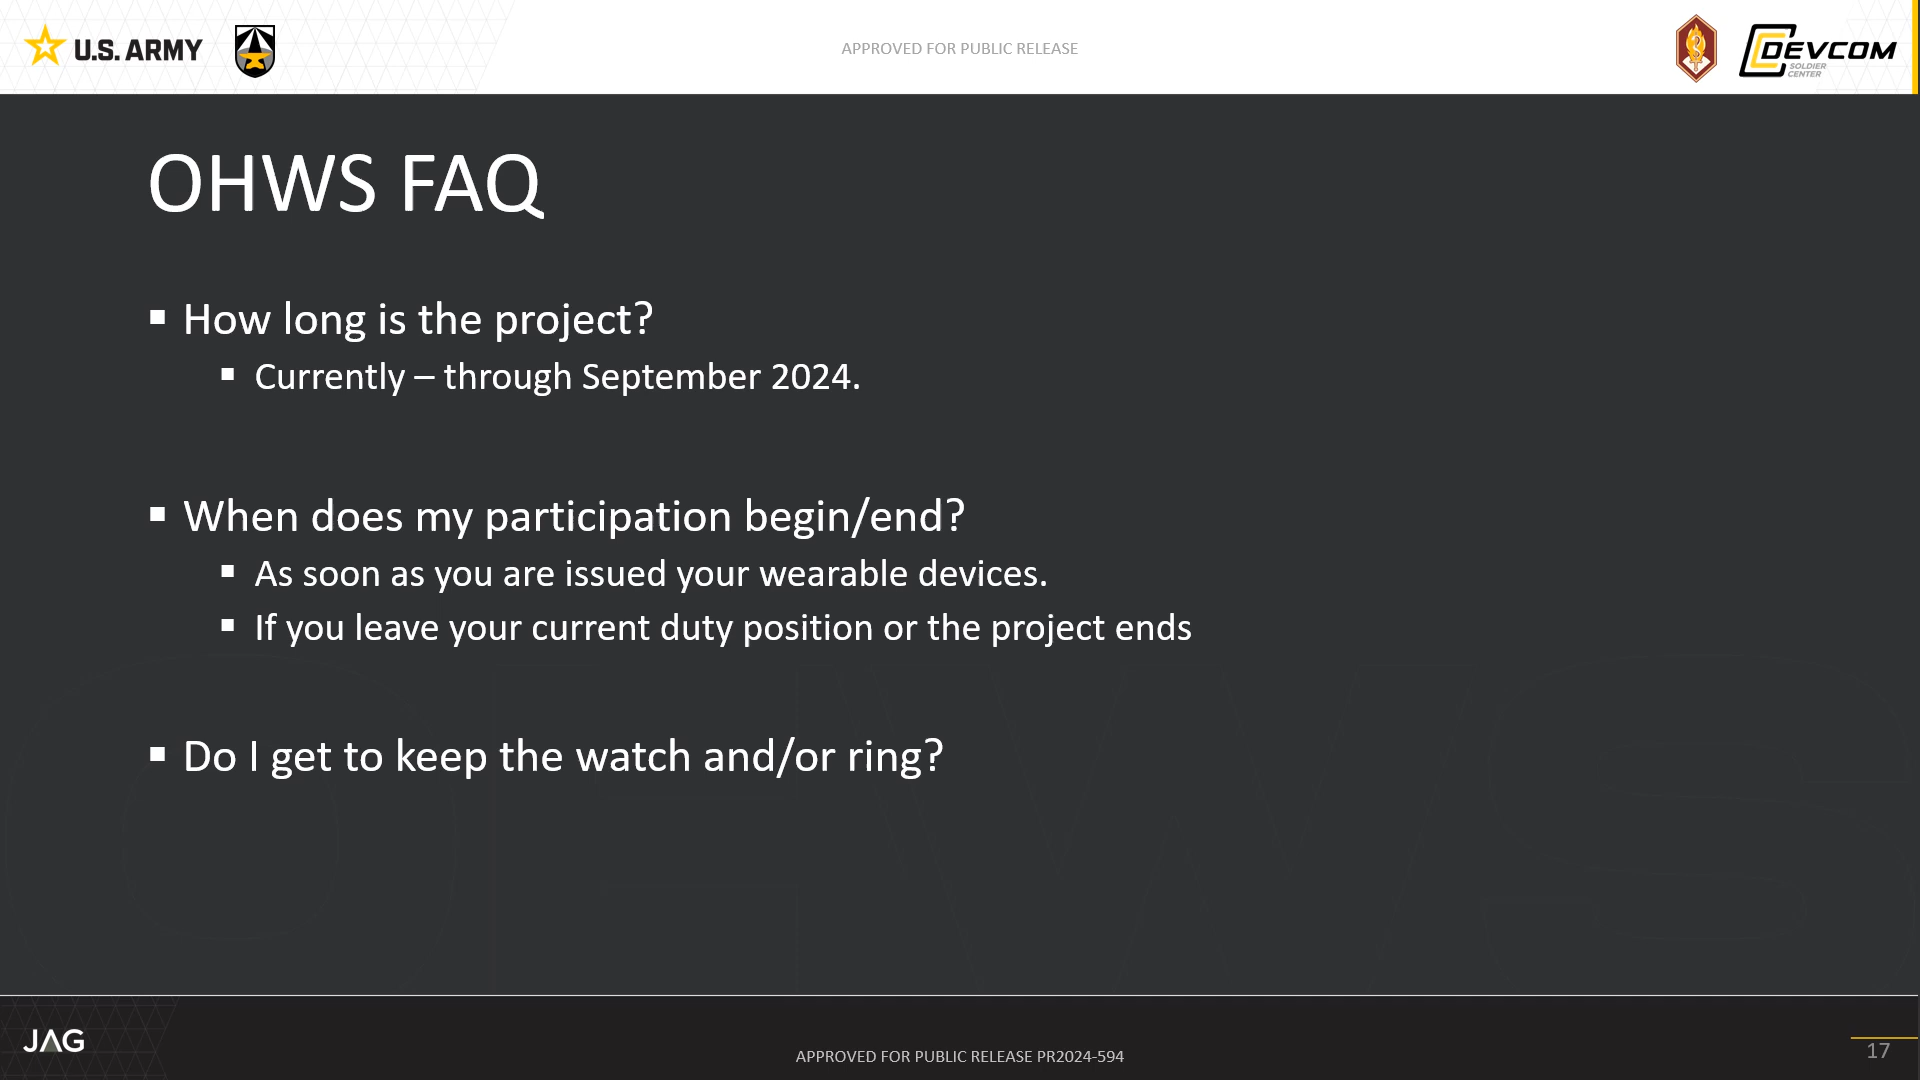 U.S. ARMY
APPROVED FOR PUBLIC RELEASE
DEVCOM
SOLDIER
CENTER
OHWS FAQ
▪ How long is the project?
▪ Currently – through September 2024.
▪ When does my participation begin/end?
▪ As soon as you are issued your wearable devices.
▪ If you leave your current duty position or the project ends
▪ Do I get to keep the watch and/or ring?
OHWS
JAG
APPROVED FOR PUBLIC RELEASE PR2024-594
17